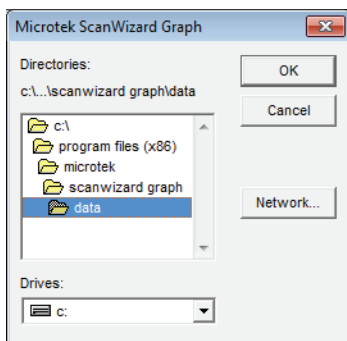 Microtek ScanWizard Graph
Directories:
c:\...\scanwizard graph\data
c:\
program files (x86)
microtek
scanwizard graph
data
Drives:
c:
OK
Cancel
Network...